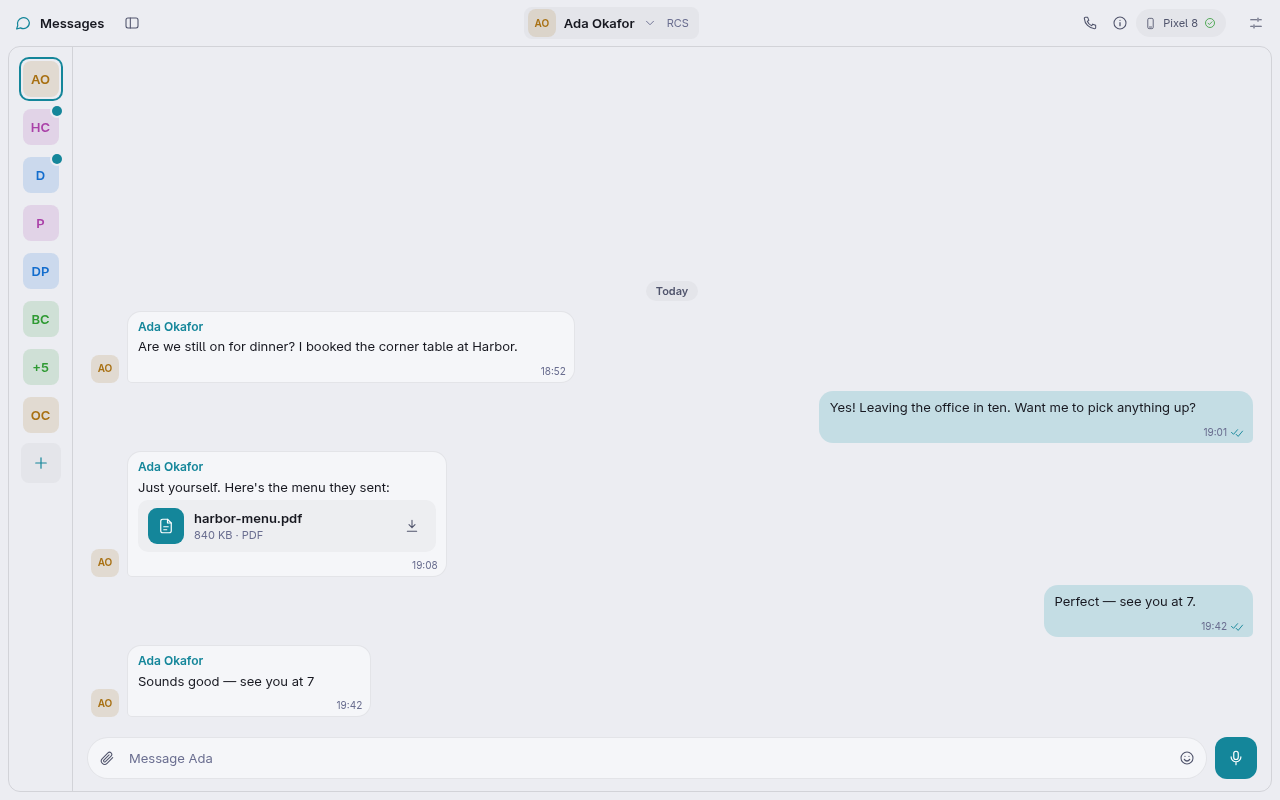 Messages
AO Ada Okafor RCS
Pixel 8
AO
HC
D
P
DP
BC
+5
OC
Today
Ada Okafor
Are we still on for dinner? I booked the corner table at Harbor.
18:52
AO
Yes! Leaving the office in ten. Want me to pick anything up?
19:01
Ada Okafor
Just yourself. Here's the menu they sent:
harbor-menu.pdf
840 KB · PDF
19:08
AO
Perfect — see you at 7.
19:42
Ada Okafor
Sounds good — see you at 7
19:42
AO
Message Ada